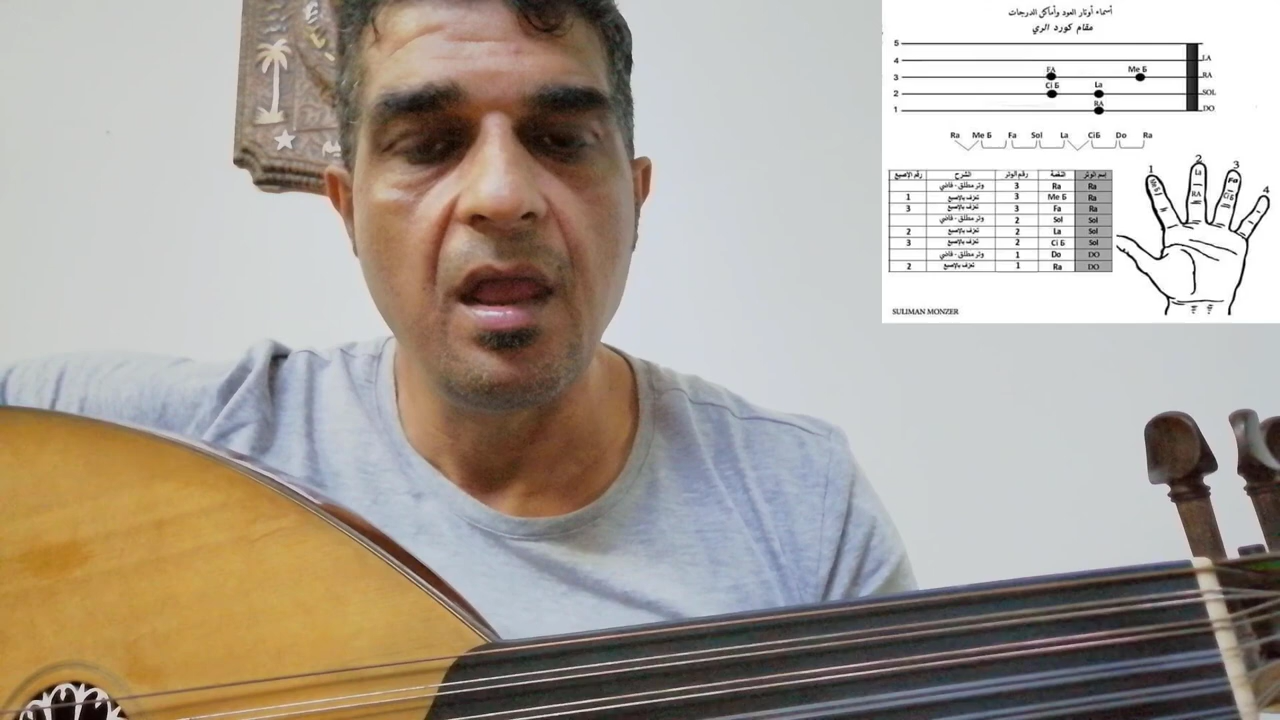 أسماء أوتار العود وأماكن الدرجات
مقام كورد الري
5
4 LA
FA Me Б
3 RA
Ci Б La
2 SOL
RA
1 DO
Ra Me Б Fa Sol La CiБ Do Ra
رقم الاصبع الشرح رقم الوتر النغمة إسم الوتر
وتر مطلق - فاضي 3 Ra Ra
1 تعزف بالإصبع 3 Me Б Ra
3 تعزف بالإصبع 3 Fa Ra
وتر مطلق - فاضي 2 Sol Sol
2 تعزف بالإصبع 2 La Sol
3 تعزف بالإصبع 2 Ci Б Sol
وتر مطلق - فاضي 1 Do DO
2 تعزف بالإصبع 1 Ra DO
1 2 3 4
Me Б La Fa
RA Ci Б
SULIMAN MONZER